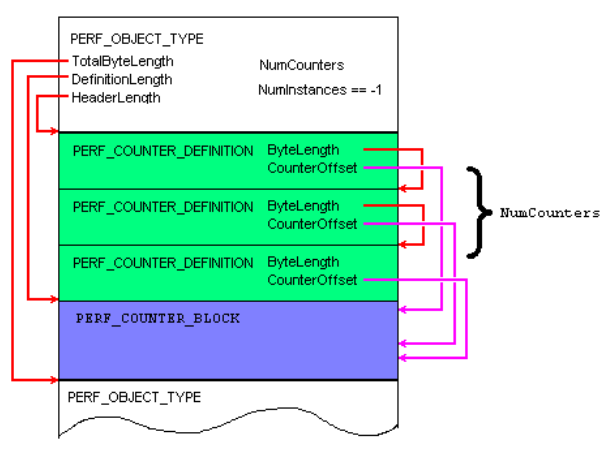 PERF_OBJECT_TYPE
TotalByteLength
DefinitionLength
HeaderLength
NumCounters
NumInstances == -1
PERF_COUNTER_DEFINITION ByteLength
CounterOffset
PERF_COUNTER_DEFINITION ByteLength
CounterOffset
NumCounters
PERF_COUNTER_DEFINITION ByteLength
CounterOffset
PERF_COUNTER_BLOCK
PERF_OBJECT_TYPE